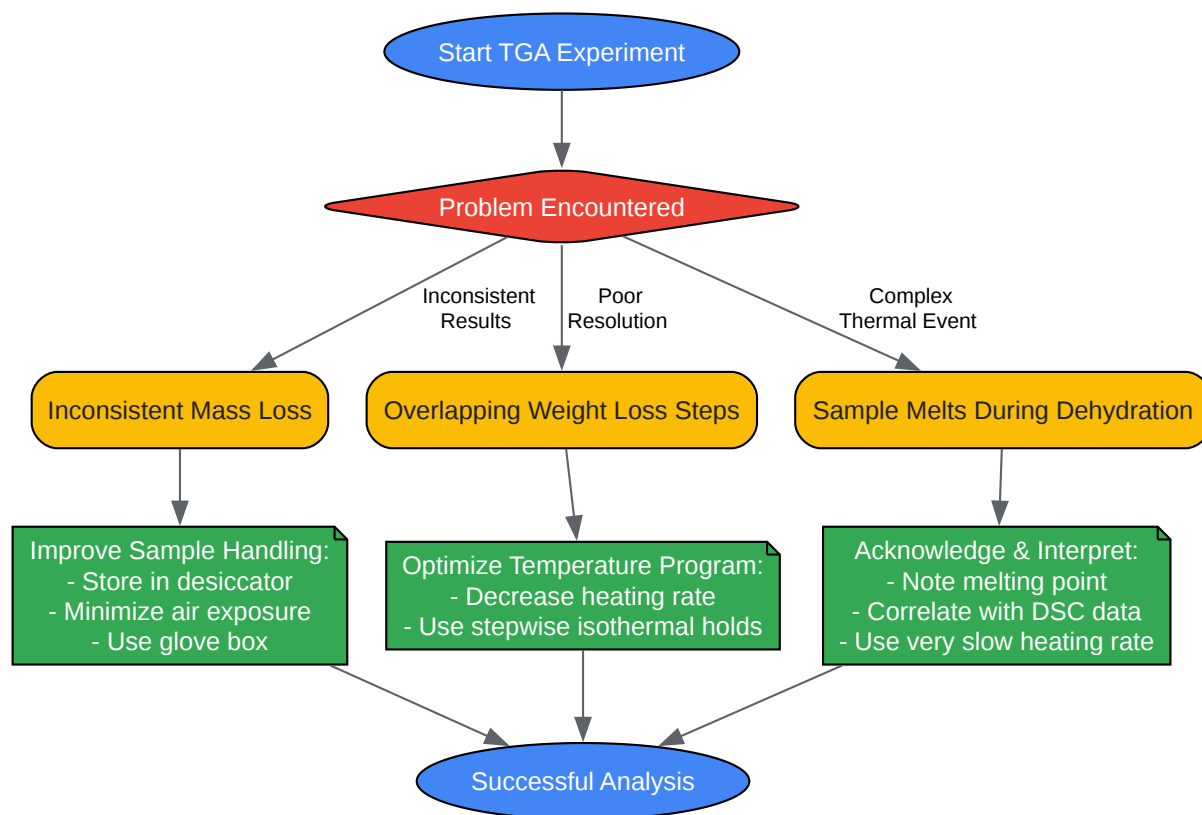 Start TGA Experiment
Problem Encountered
Inconsistent
Results
Poor
Resolution
Complex
Thermal Event
Inconsistent Mass Loss
Overlapping Weight Loss Steps
Sample Melts During Dehydration
Improve Sample Handling:
- Store in desiccator
- Minimize air exposure
- Use glove box
Optimize Temperature Program:
- Decrease heating rate
- Use stepwise isothermal holds
Acknowledge & Interpret:
- Note melting point
- Correlate with DSC data
- Use very slow heating rate
Successful Analysis